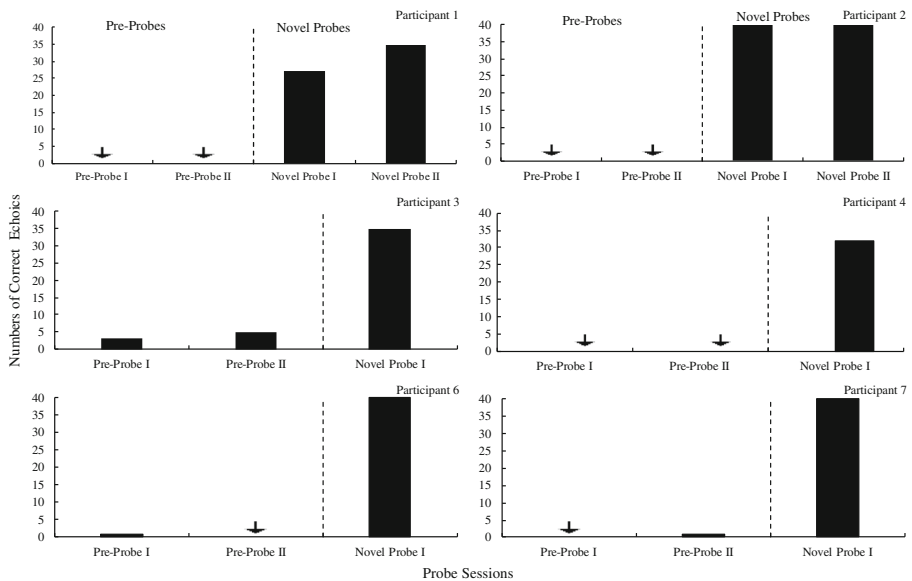 Participant 1
Pre-Probes
Novel Probes
40
35
30
25
20
15
10
5
0
Pre-Probe I
Pre-Probe II
Novel Probe I
Novel Probe II
Participant 2
Pre-Probes
Novel Probes
40
35
30
25
20
15
10
5
0
Pre-Probe I
Pre-Probe II
Novel Probe I
Novel Probe II
Numbers of Correct Echoics
Participant 3
40
35
30
25
20
15
10
5
0
Pre-Probe I
Pre-Probe II
Novel Probe I
Participant 4
40
35
30
25
20
15
10
5
0
Pre-Probe I
Pre-Probe II
Novel Probe I
Participant 6
40
35
30
25
20
15
10
5
0
Pre-Probe I
Pre-Probe II
Novel Probe I
Participant 7
40
35
30
25
20
15
10
5
0
Pre-Probe I
Pre-Probe II
Novel Probe I
Probe Sessions